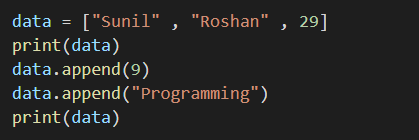 data = ["Sunil" , "Roshan" , 29]
print(data)
data.append(9)
data.append("Programming")
print(data)